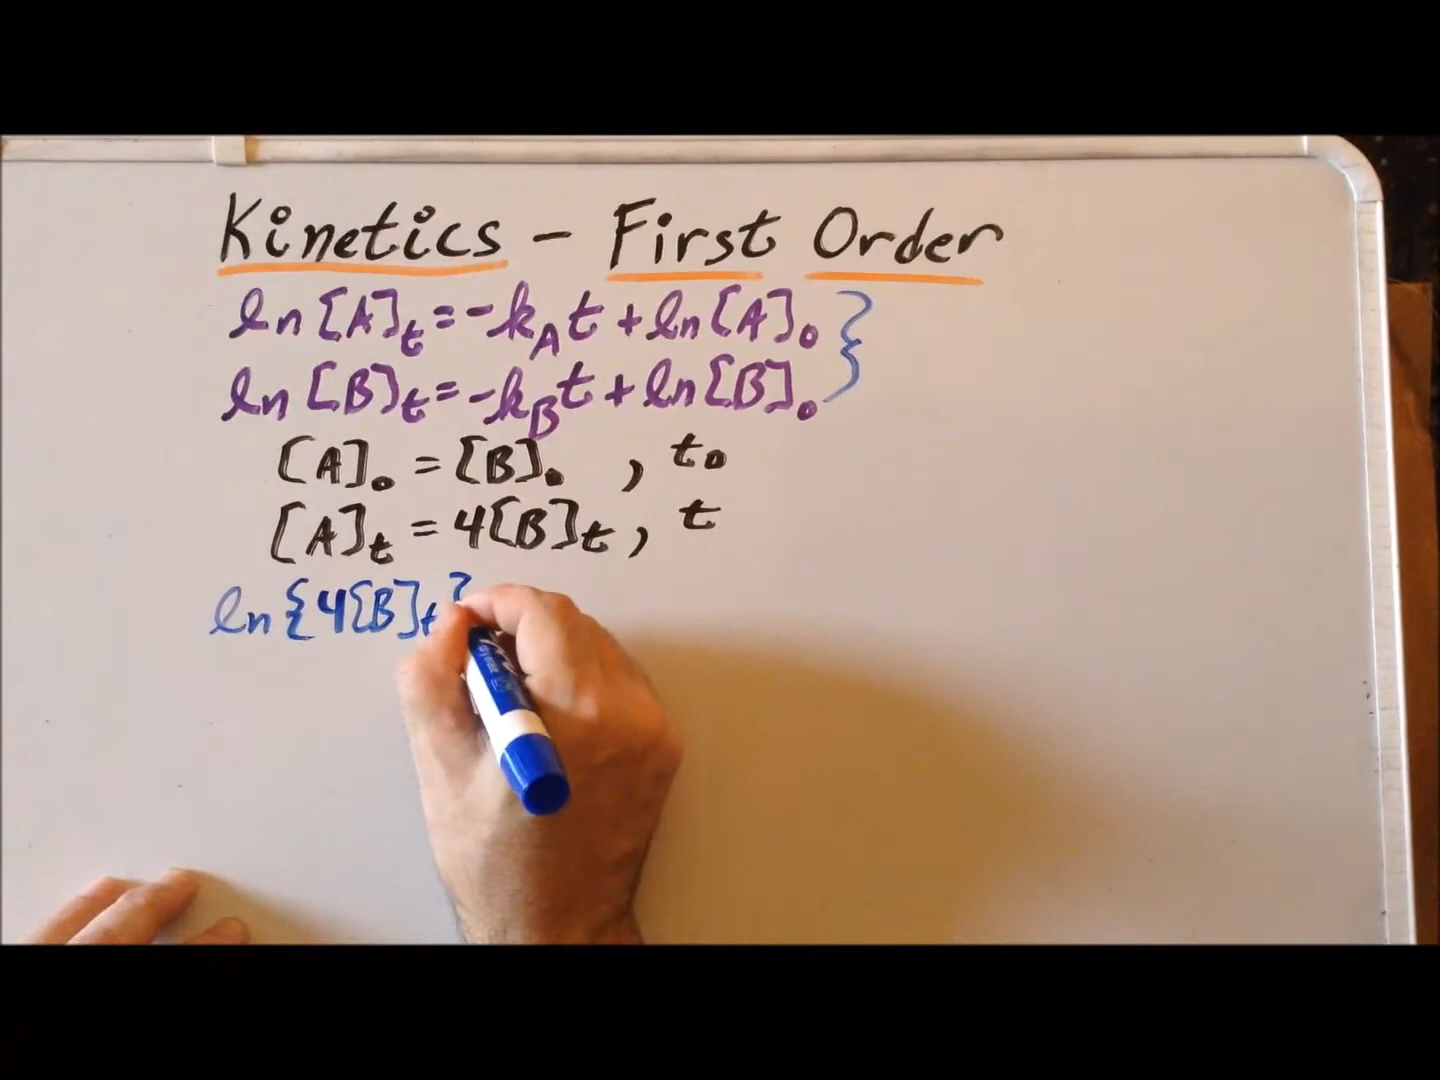 Kinetics - First Order
ln[A]t = -kAt + ln[A]0
ln[B]t = -kBt + ln[B]0
[A]0 = [B]0 , t0
[A]t = 4[B]t , t
ln{4[B]t}